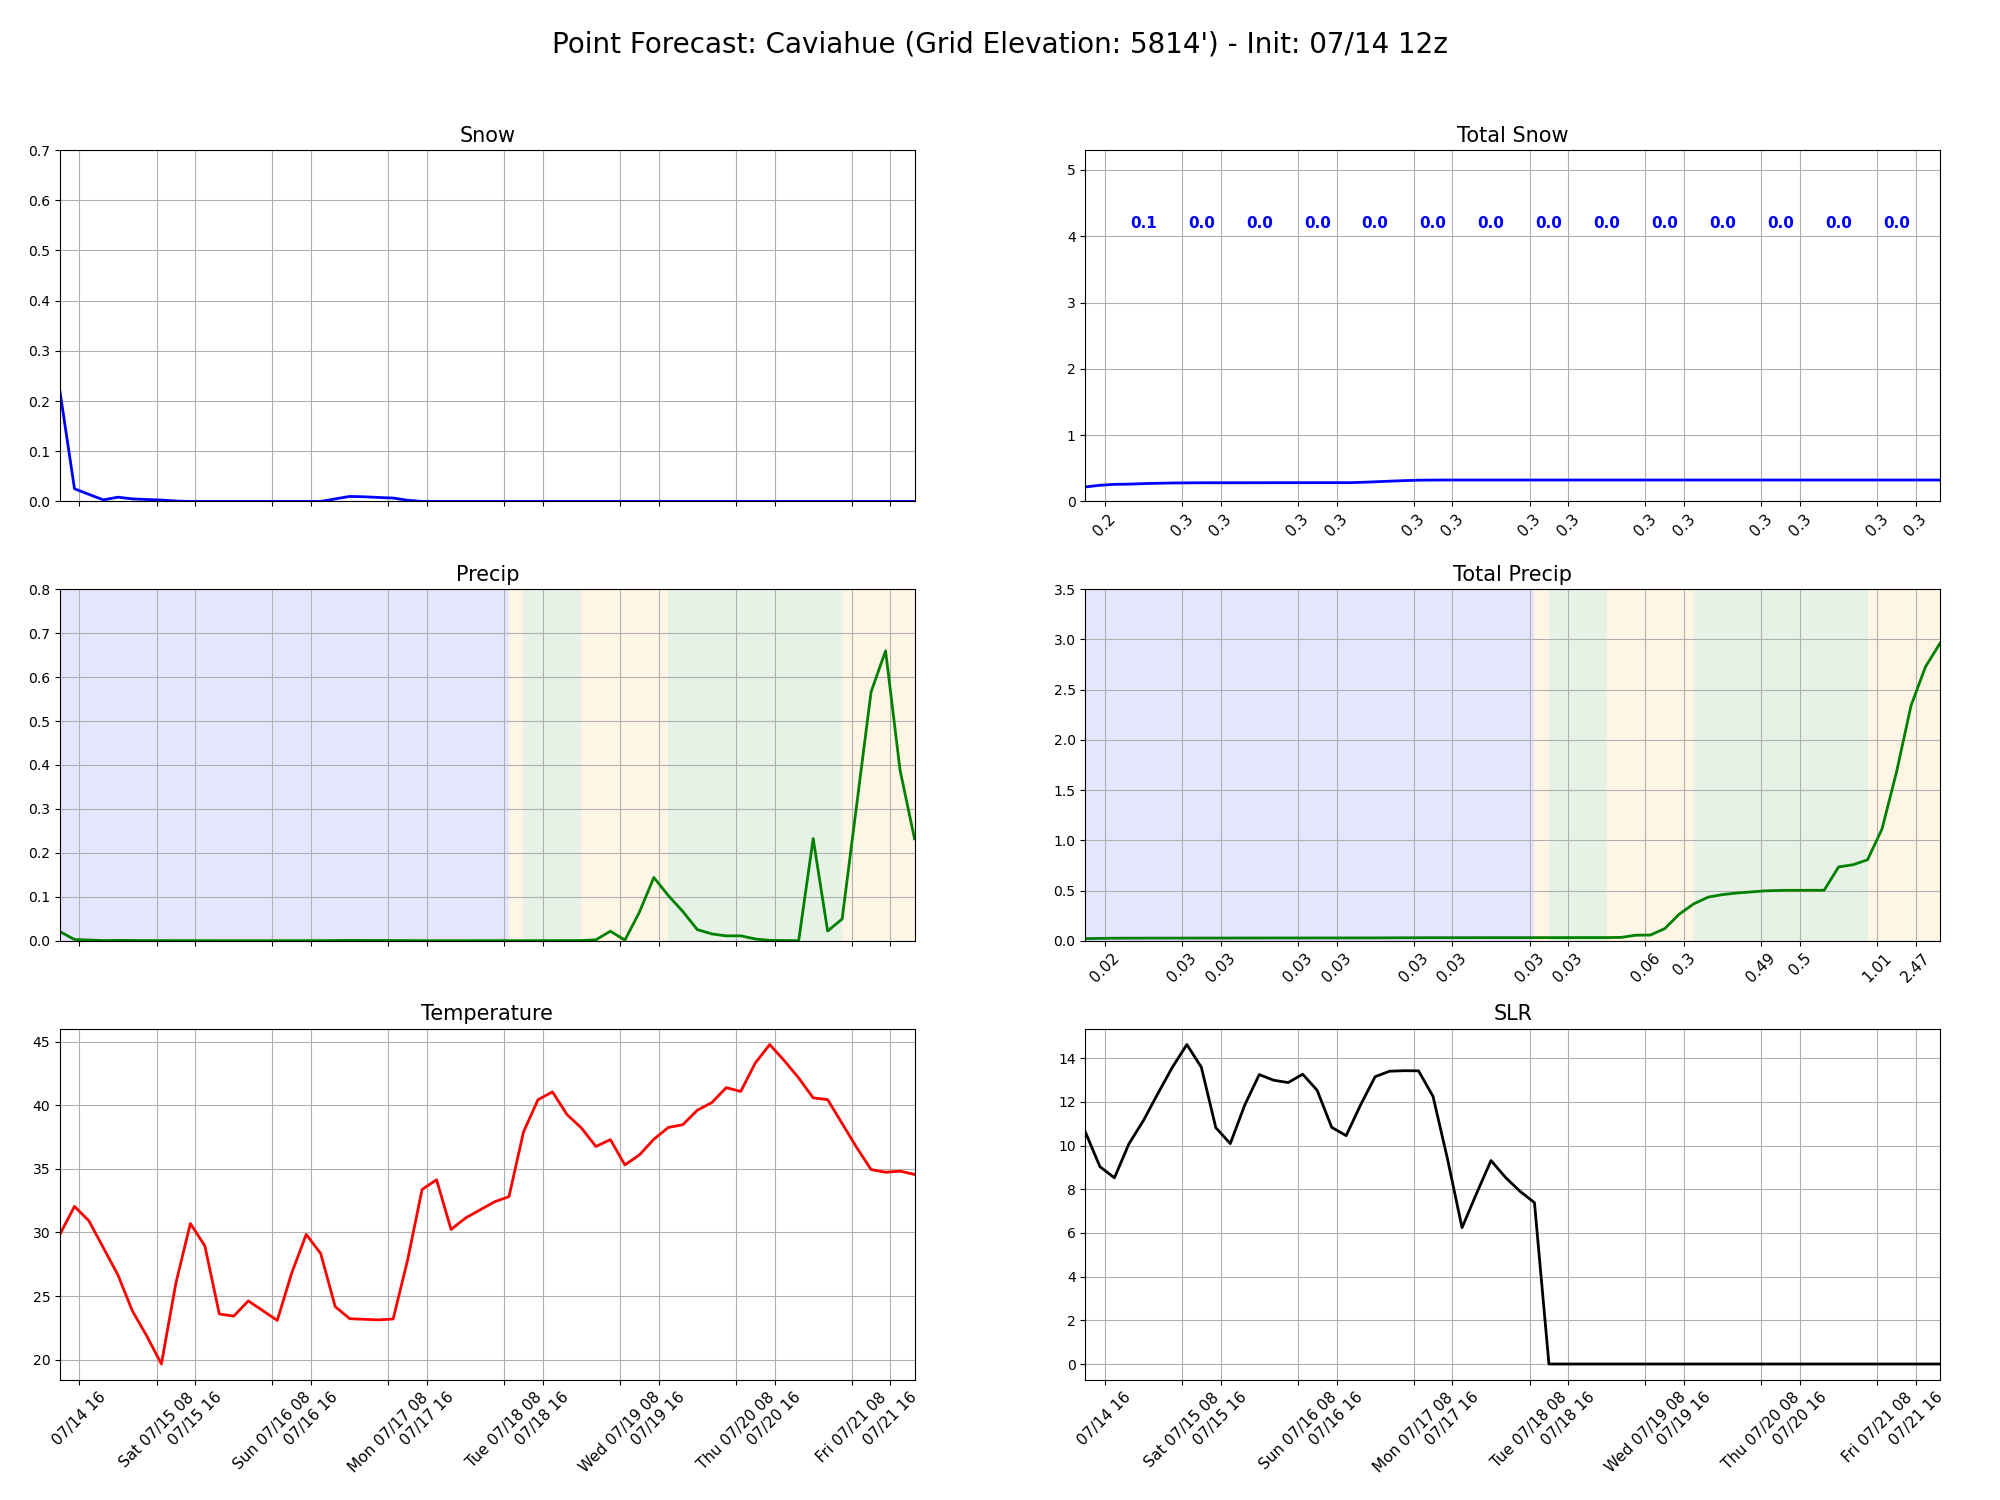 Point Forecast: Caviahue (Grid Elevation: 5814') - Init: 07/14 12z
Snow
0.7
0.6
0.5
0.4
0.3
0.2
0.1
0.0
Total Snow
5
4
3
2
1
0
0.1 0.0 0.0 0.0 0.0 0.0 0.0 0.0 0.0 0.0 0.0 0.0 0.0 0.0
0.2 0.3 0.3 0.3 0.3 0.3 0.3 0.3 0.3 0.3 0.3 0.3 0.3 0.3 0.3
Precip
0.8
0.7
0.6
0.5
0.4
0.3
0.2
0.1
0.0
Total Precip
3.5
3.0
2.5
2.0
1.5
1.0
0.5
0.0
0.02 0.03 0.03 0.03 0.03 0.03 0.03 0.03 0.03 0.06 0.3 0.49 0.5 1.01 2.47
Temperature
45
40
35
30
25
20
07/14 16
Sat 07/15 08
07/15 16
Sun 07/16 08
07/16 16
Mon 07/17 08
07/17 16
Tue 07/18 08
07/18 16
Wed 07/19 08
07/19 16
Thu 07/20 08
07/20 16
Fri 07/21 08
07/21 16
SLR
14
12
10
8
6
4
2
0
07/14 16
Sat 07/15 08
07/15 16
Sun 07/16 08
07/16 16
Mon 07/17 08
07/17 16
Tue 07/18 08
07/18 16
Wed 07/19 08
07/19 16
Thu 07/20 08
07/20 16
Fri 07/21 08
07/21 16